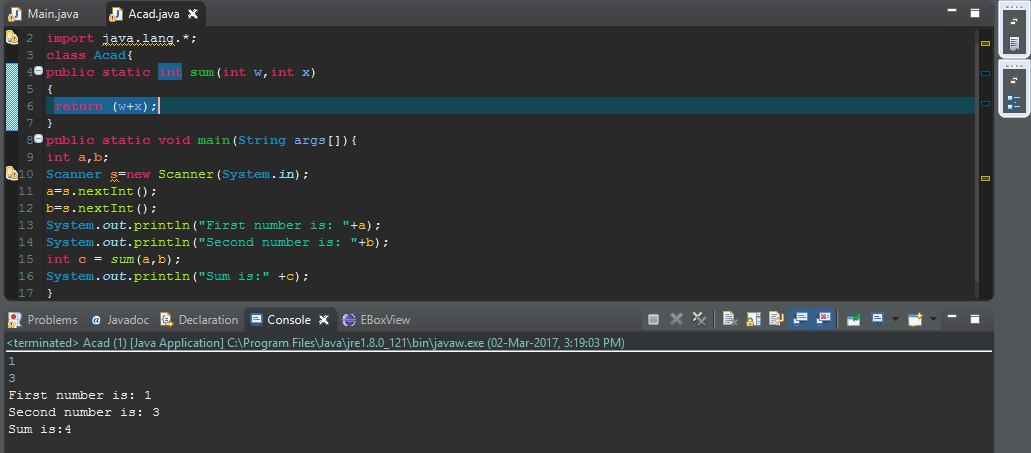 Main.java Acad.java
2 import java.lang.*;
3 class Acad{
4 public static int sum(int w,int x)
5 {
6 return (w+x);
7 }
8 public static void main(String args[]){
9 int a,b;
10 Scanner s=new Scanner(System.in);
11 a=s.nextInt();
12 b=s.nextInt();
13 System.out.println("First number is: "+a);
14 System.out.println("Second number is: "+b);
15 int c = sum(a,b);
16 System.out.println("Sum is:" +c);
17 }
Problems @ Javadoc Declaration Console EBoxView
<terminated> Acad (1) [Java Application] C:\Program Files\Java\jre1.8.0_121\bin\javaw.exe (02-Mar-2017, 3:19:03 PM)
1
3
First number is: 1
Second number is: 3
Sum is:4